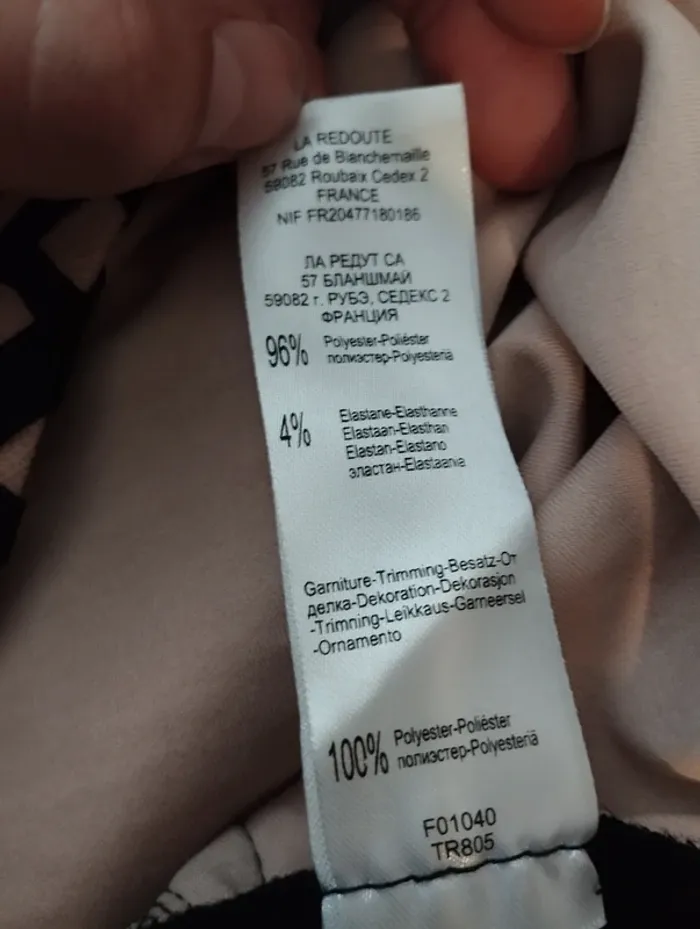 LA REDOUTE
57 Rue de Blanchemaille
59082 Roubaix Cedex 2
FRANCE
NIF FR20477180186
ЛА РЕДУТ СА
57 БЛАНШМАЙ
59082 г. РУБЭ, СЕДЕКС 2
ФРАНЦИЯ
96% Polyester-Poliéster
полиэстер-Polyesteriä
4% Elastane-Elasthanne
Elastaan-Elasthan
Elastan-Elastano
эластан-Elastaania
Garniture-Trimming-Besatz-От
делка-Dekoration-Dekorasjon
-Trimning-Leikkaus-Garneersel
-Ornamento
100% Polyester-Poliéster
полиэстер-Polyesteriä
F01040
TR805